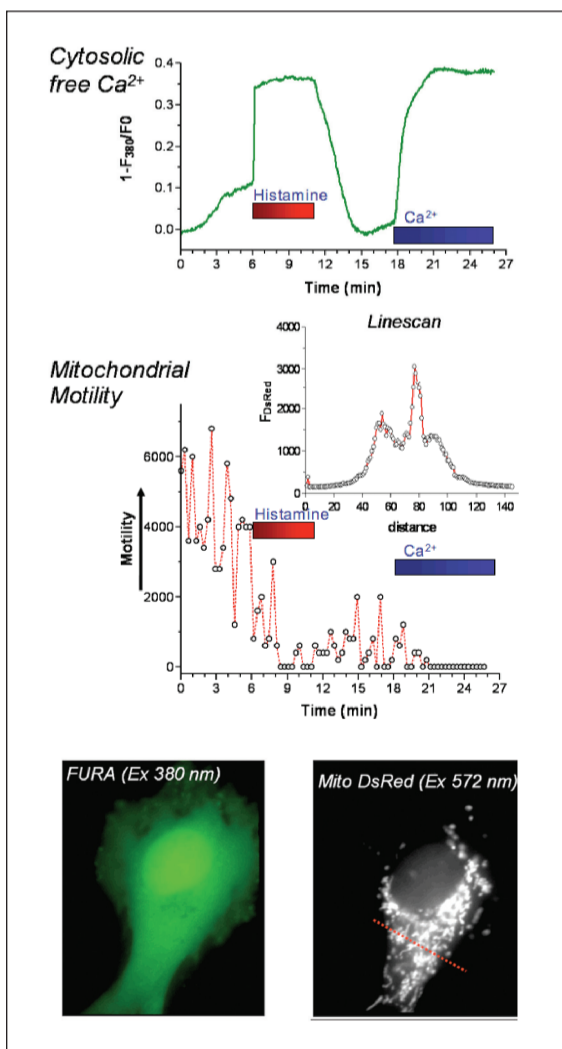 Cytosolic
free Ca²⁺
1-F380/F0
0.4
0.3
0.2
0.1
0.0
Histamine
Ca²⁺
0 3 6 9 12 15 18 21 24 27
Time (min)
Linescan
FDsRed
4000
3000
2000
1000
0
0 20 40 60 80 100 120 140
distance
Mitochondrial
Motility
Motility
6000
4000
2000
0
Histamine
Ca²⁺
0 3 6 9 12 15 18 21 24 27
Time (min)
FURA (Ex 380 nm)
Mito DsRed (Ex 572 nm)